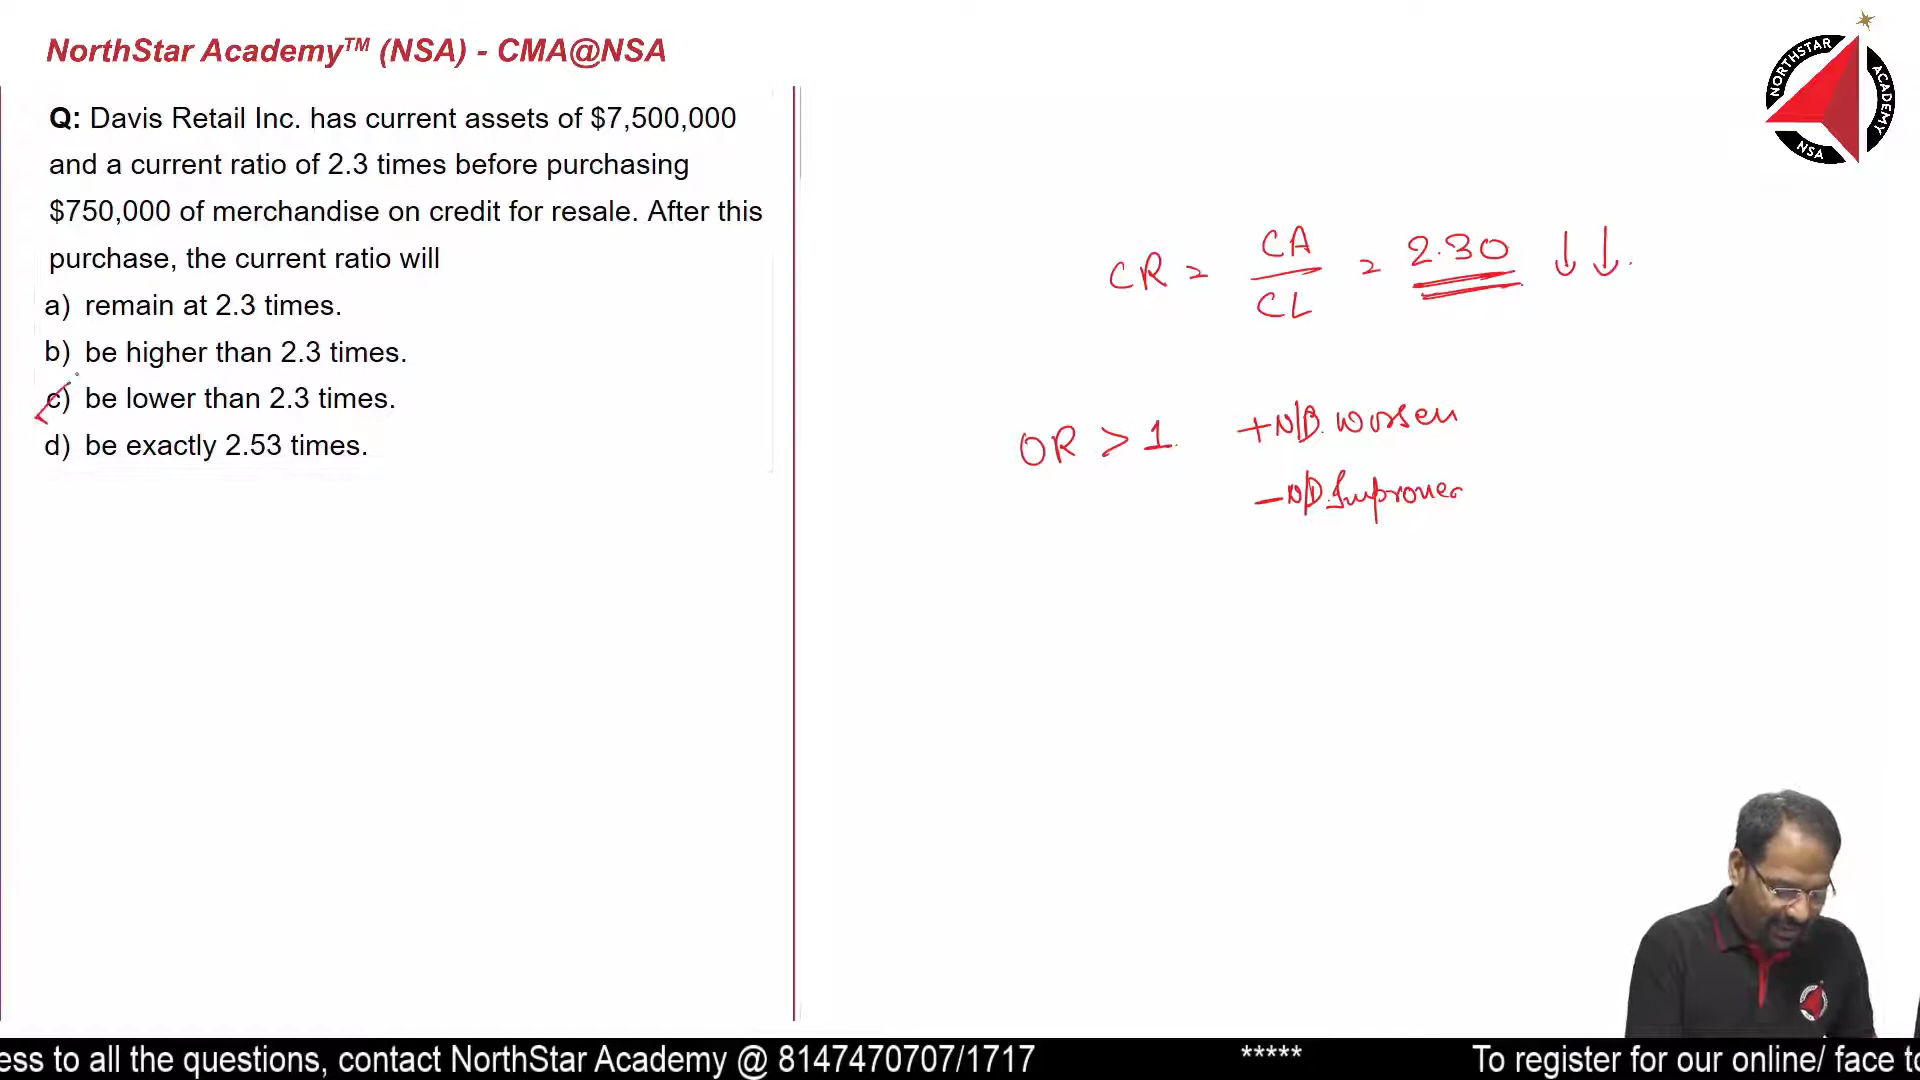 NorthStar Academy™ (NSA) - CMA@NSA
NORTHSTAR ACADEMY NSA
Q: Davis Retail Inc. has current assets of $7,500,000
and a current ratio of 2.3 times before purchasing
$750,000 of merchandise on credit for resale. After this
purchase, the current ratio will
a) remain at 2.3 times.
b) be higher than 2.3 times.
c) be lower than 2.3 times.
d) be exactly 2.53 times.
CR = CA / CL = 2.30 ↓ ↓.
OR > 1. +N/D. worsen
-N/D. Improves
ess to all the questions, contact NorthStar Academy @ 8147470707/1717 ***** To register for our online/ face to